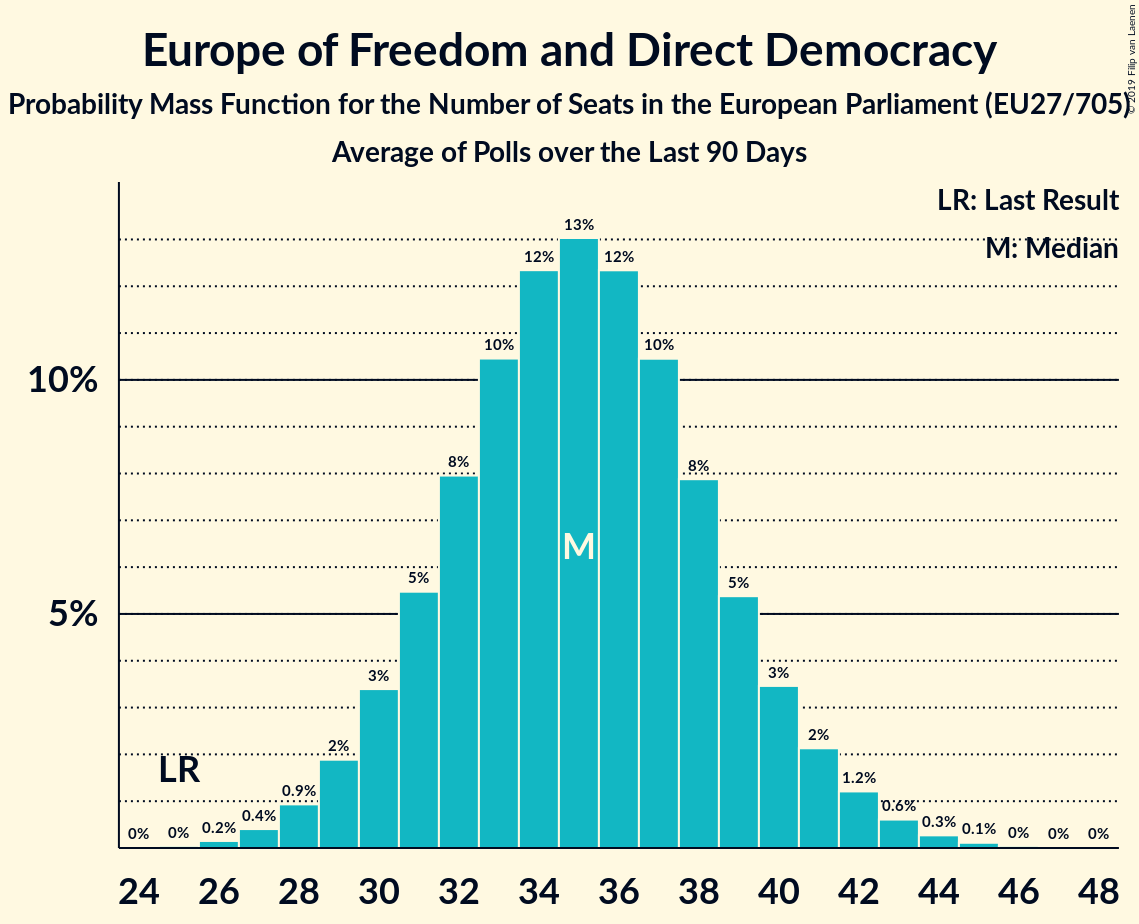 Europe of Freedom and Direct Democracy
Probability Mass Function for the Number of Seats in the European Parliament (EU27/705)
Average of Polls over the Last 90 Days
© 2019 Filip van Laenen
LR: Last Result
M: Median
13%
12% 12%
10% 10%
10%
8% 8%
M
5% 5%
5%
3% 3%
2% 2%
LR
0.9% 1.2%
0% 0% 0.2% 0.4% 0.6% 0.3% 0.1% 0% 0% 0%
24 26 28 30 32 34 36 38 40 42 44 46 48